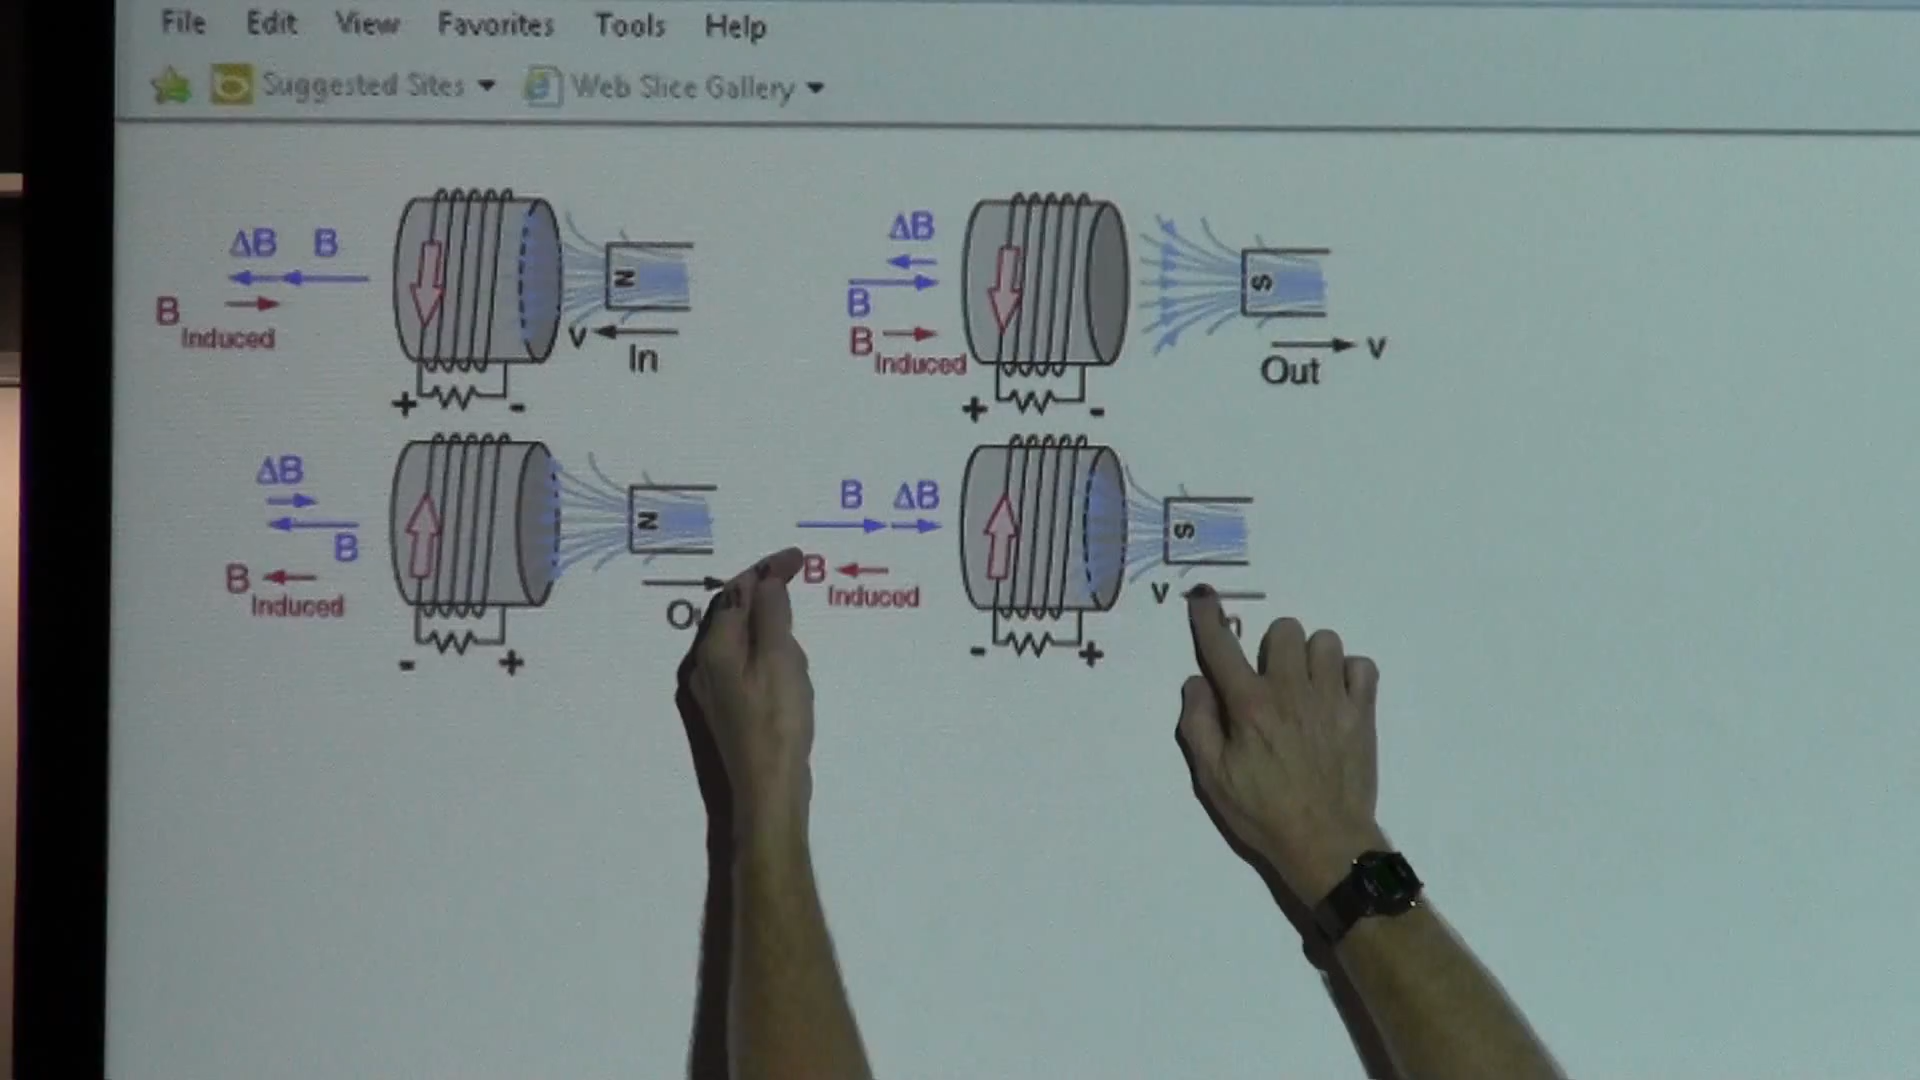 File Edit View Favorites Tools Help
Suggested Sites Web Slice Gallery
ΔB B
B Induced
N
v
In
+ -
ΔB
B
B Induced
S
v
Out
+ -
ΔB
B
B Induced
N
- +
B ΔB
B Induced
S
v
- +